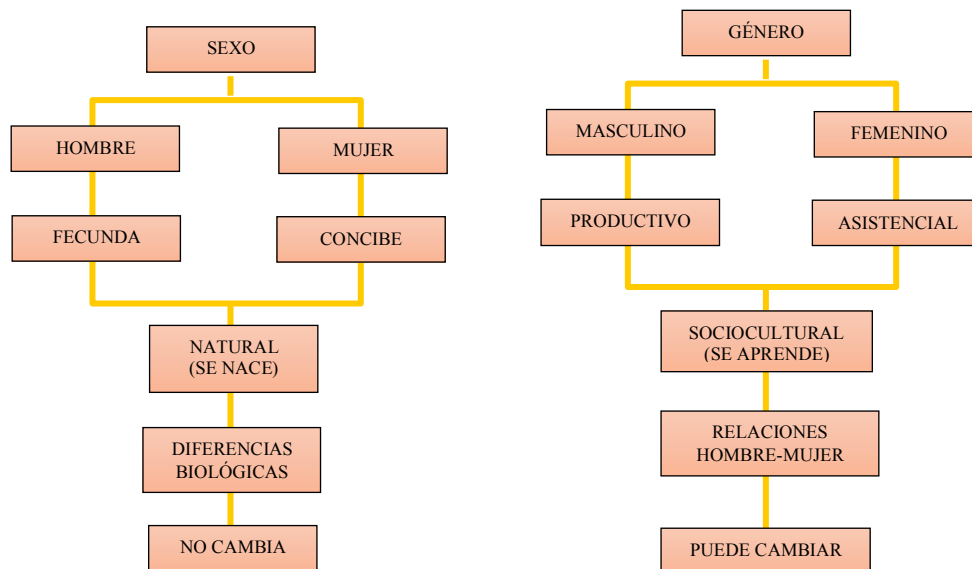 SEXO
HOMBRE
MUJER
FECUNDA
CONCIBE
NATURAL
(SE NACE)
DIFERENCIAS
BIOLÓGICAS
NO CAMBIA
GÉNERO
MASCULINO
FEMENINO
PRODUCTIVO
ASISTENCIAL
SOCIOCULTURAL
(SE APRENDE)
RELACIONES
HOMBRE-MUJER
PUEDE CAMBIAR